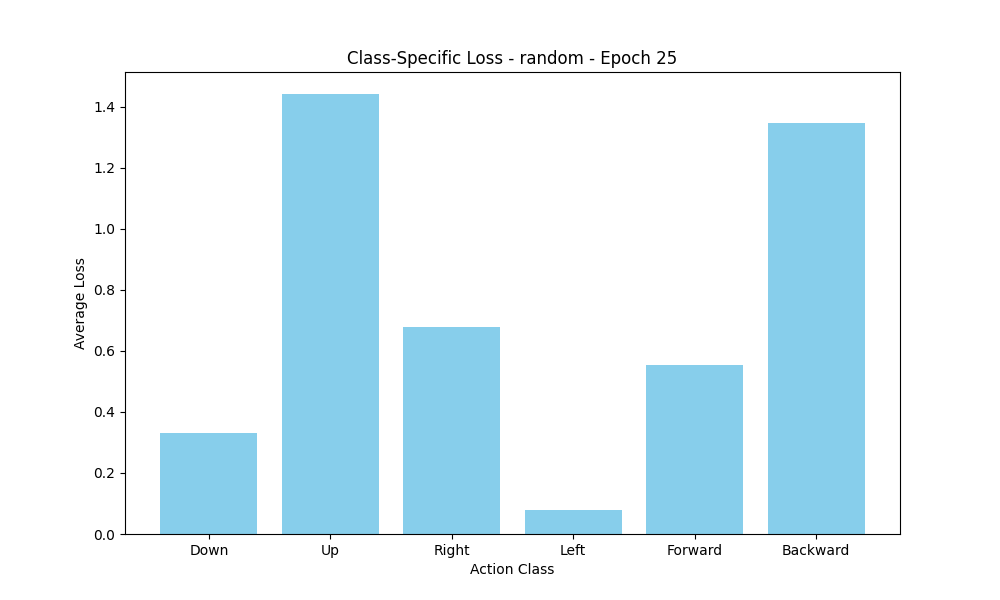 Class-Specific Loss - random - Epoch 25
Average Loss
1.4
1.2
1.0
0.8
0.6
0.4
0.2
0.0
Down Up Right Left Forward Backward
Action Class